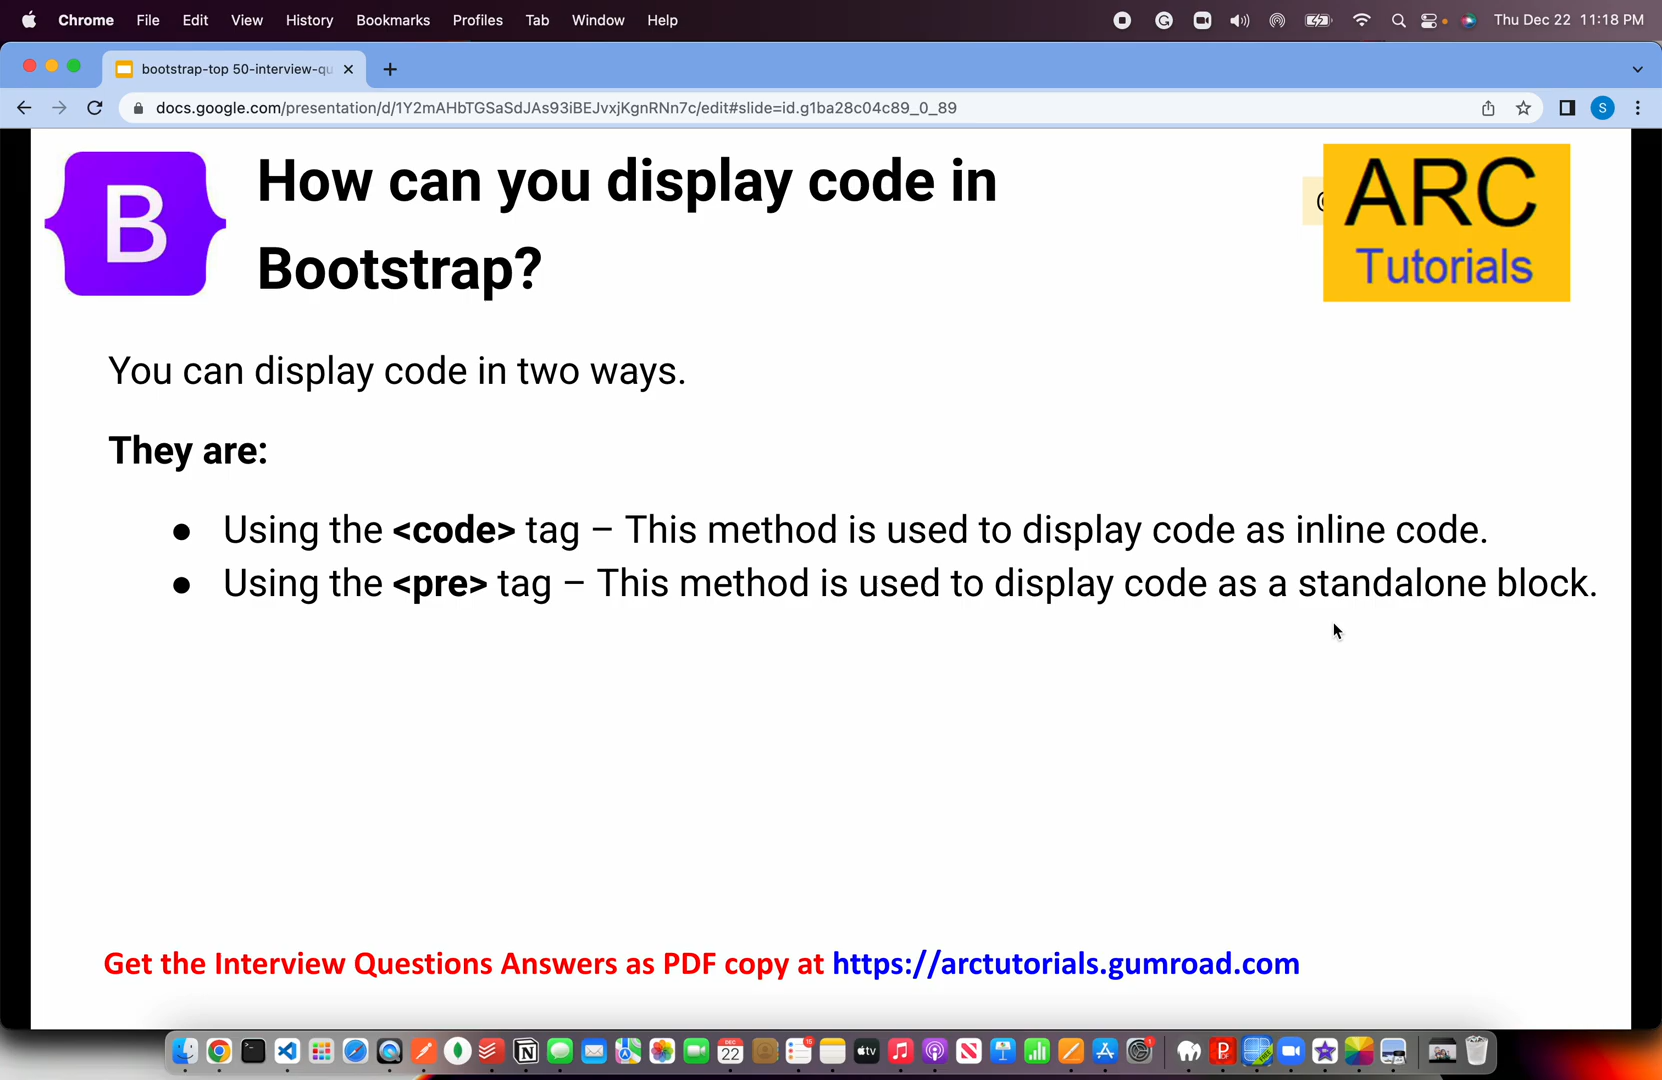 Chrome File Edit View History Bookmarks Profiles Tab Window Help Thu Dec 22 11:18 PM
bootstrap-top 50-interview-qu
docs.google.com/presentation/d/1Y2mAHbTGSaSdJAs93iBEJvxjKgnRNn7c/edit#slide=id.g1ba28c04c89_0_89
S
B
How can you display code in
Bootstrap?
ARC
Tutorials
You can display code in two ways.
They are:
● Using the <code> tag – This method is used to display code as inline code.
● Using the <pre> tag – This method is used to display code as a standalone block.
Get the Interview Questions Answers as PDF copy at https://arctutorials.gumroad.com
DEC
22
tv